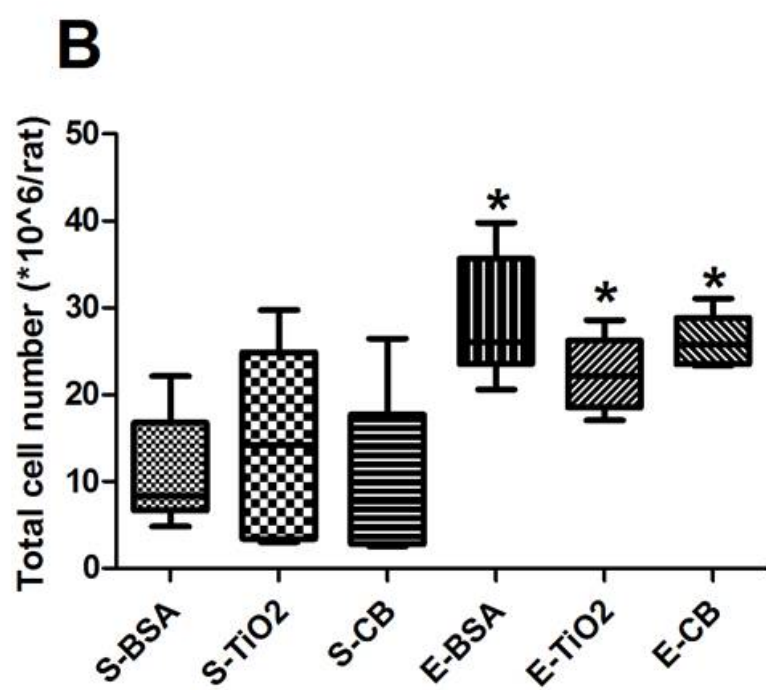 B
Total cell number (*10^6/rat)
50
40
30
20
10
0
*
*
*
S-BSA
S-TiO2
S-CB
E-BSA
E-TiO2
E-CB